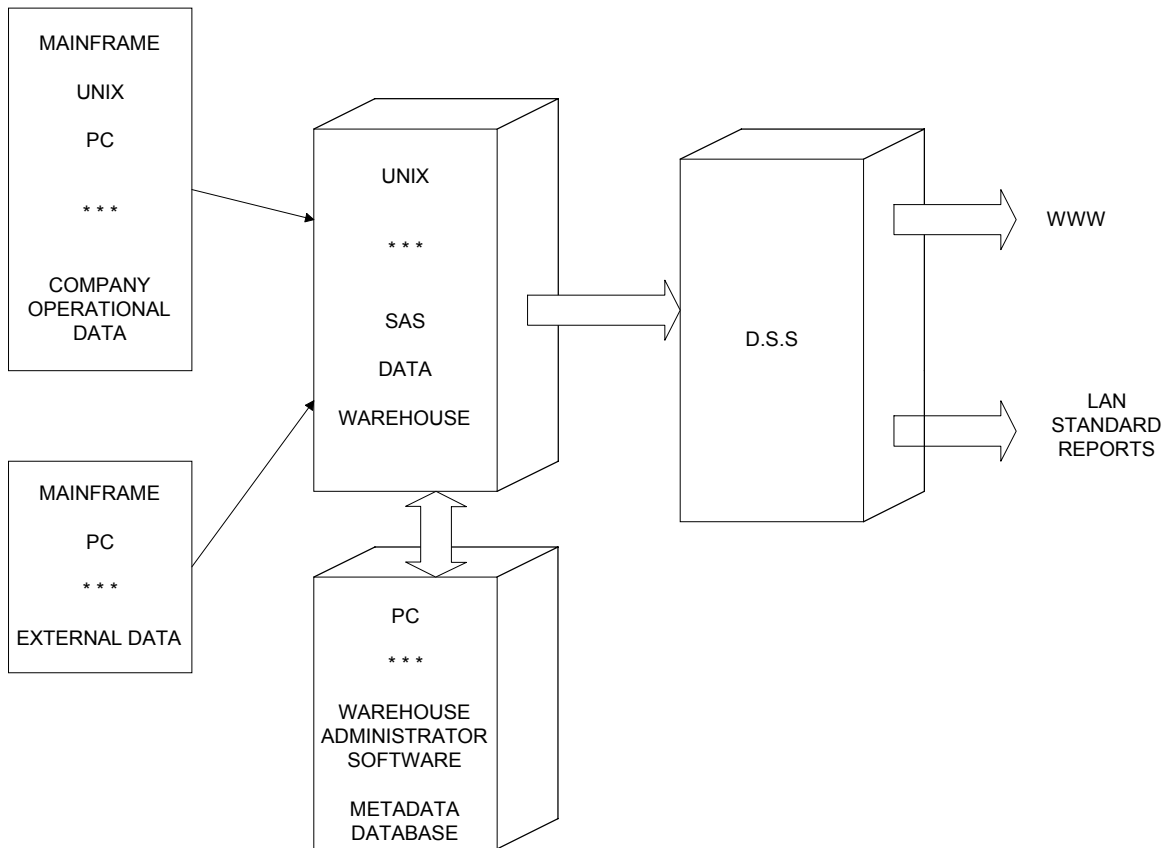 MAINFRAME
UNIX
PC
* * *
COMPANY
OPERATIONAL
DATA
MAINFRAME
PC
* * *
EXTERNAL DATA
UNIX
* * *
SAS
DATA
WAREHOUSE
PC
* * *
WAREHOUSE
ADMINISTRATOR
SOFTWARE
METADATA
DATABASE
D.S.S
WWW
LAN
STANDARD
REPORTS